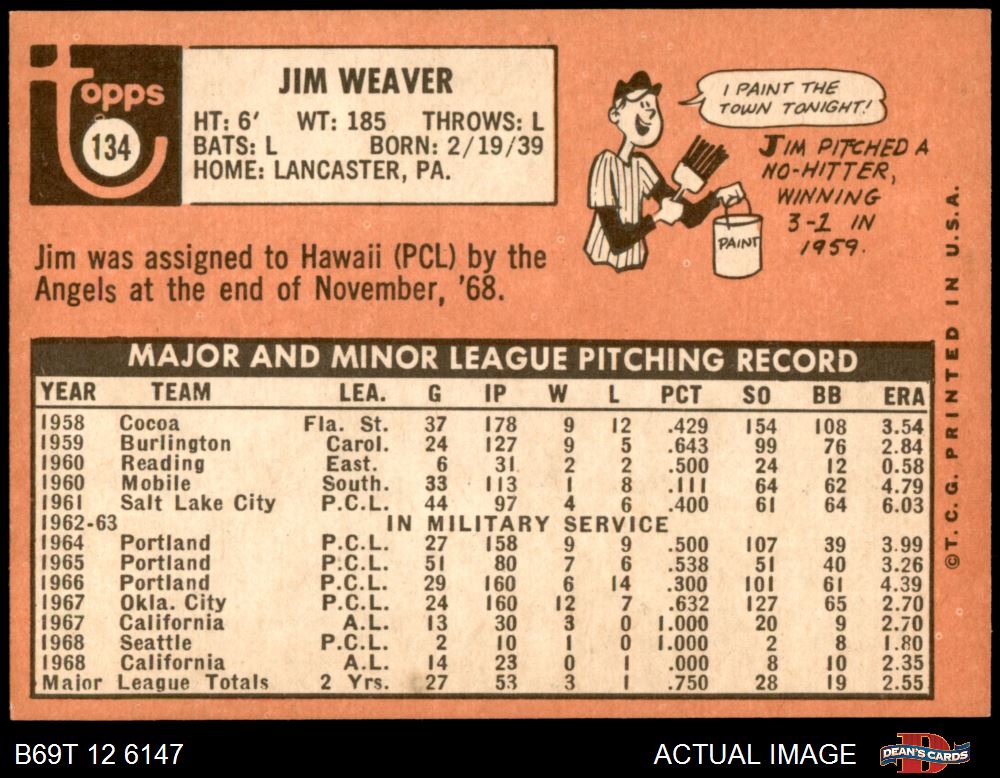 topps
134
JIM WEAVER
HT: 6' WT: 185 THROWS: L
BATS: L BORN: 2/19/39
HOME: LANCASTER, PA.
I PAINT THE
TOWN TONIGHT!
JIM PITCHED A
NO-HITTER,
WINNING
3-1 IN
1959.
PAINT
Jim was assigned to Hawaii (PCL) by the
Angels at the end of November, '68.
MAJOR AND MINOR LEAGUE PITCHING RECORD
YEAR TEAM LEA. G IP W L PCT SO BB ERA
1958 Cocoa Fla. St. 37 178 9 12 .429 154 108 3.54
1959 Burlington Carol. 24 127 9 5 .643 99 76 2.84
1960 Reading East. 6 31 2 2 .500 24 12 0.58
1960 Mobile South. 33 113 1 8 .111 64 62 4.79
1961 Salt Lake City P.C.L. 44 97 4 6 .400 61 64 6.03
1962-63 IN MILITARY SERVICE
1964 Portland P.C.L. 27 158 9 9 .500 107 39 3.99
1965 Portland P.C.L. 51 80 7 6 .538 51 40 3.26
1966 Portland P.C.L. 29 160 6 14 .300 101 61 4.39
1967 Okla. City P.C.L. 24 160 12 7 .632 127 65 2.70
1967 California A.L. 13 30 3 0 1.000 20 9 2.70
1968 Seattle P.C.L. 2 10 1 0 1.000 2 8 1.80
1968 California A.L. 14 23 0 1 .000 8 10 2.35
Major League Totals 2 Yrs. 27 53 3 1 .750 28 19 2.55
©T.C.G. PRINTED IN U.S.A.
B69T 12 6147
ACTUAL IMAGE
D
DEAN'S CARDS